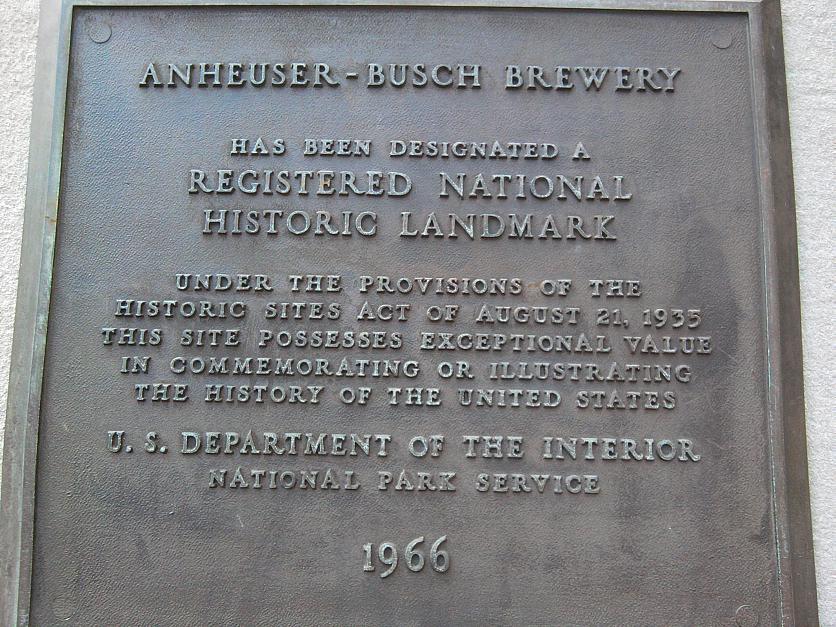 ANHEUSER-BUSCH BREWERY
HAS BEEN DESIGNATED A
REGISTERED NATIONAL
HISTORIC LANDMARK
UNDER THE PROVISIONS OF THE
HISTORIC SITES ACT OF AUGUST 21, 1935
THIS SITE POSSESSES EXCEPTIONAL VALUE
IN COMMEMORATING OR ILLUSTRATING
THE HISTORY OF THE UNITED STATES
U. S. DEPARTMENT OF THE INTERIOR
NATIONAL PARK SERVICE
1966